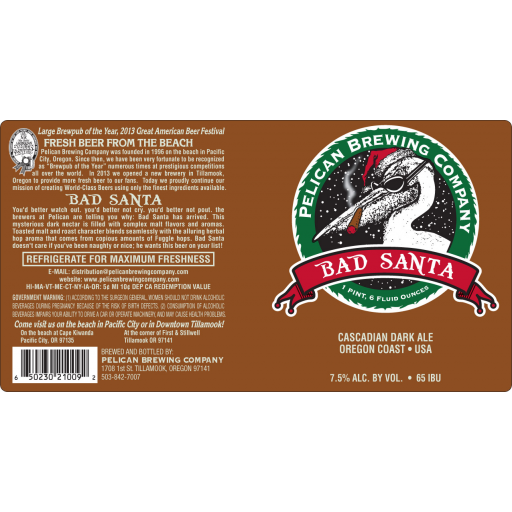 Large Brewpub of the Year, 2013 Great American Beer Festival
FRESH BEER FROM THE BEACH
Pelican Brewing Company was founded in 1996 on the beach in Pacific
City, Oregon. Since then, we have been very fortunate to be recognized
as "Brewpub of the Year" numerous times at prestigious competitions
all over the world. In 2013 we opened a new brewery in Tillamook,
Oregon to provide more fresh beer to our fans. Today we proudly continue our
mission of creating World-Class Beers using only the finest ingredients available.
BAD SANTA
You'd better watch out, you'd better not cry, you'd better not pout, the
brewers at Pelican are telling you why: Bad Santa has arrived. This
mysterious dark nectar is filled with complex malt flavors and aromas.
Toasted malt and roast character blends seamlessly with the alluring herbal
hop aroma that comes from copious amounts of Fuggle hops. Bad Santa
doesn't care if you've been naughty or nice; he wants this beer on your list!
REFRIGERATE FOR MAXIMUM FRESHNESS
E-MAIL: distribution@pelicanbrewingcompany.com
website: www.pelicanbrewingcompany.com
HI-MA-VT-ME-CT-NY-IA-OR: 5¢ MI 10¢ DEP CA REDEMPTION VALUE
GOVERNMENT WARNING: (1) ACCORDING TO THE SURGEON GENERAL, WOMEN SHOULD NOT DRINK ALCOHOLIC
BEVERAGES DURING PREGNANCY BECAUSE OF THE RISK OF BIRTH DEFECTS. (2) CONSUMPTION OF ALCOHOLIC
BEVERAGES IMPAIRS YOUR ABILITY TO DRIVE A CAR OR OPERATE MACHINERY, AND MAY CAUSE HEALTH PROBLEMS.
Come visit us on the beach in Pacific City or in Downtown Tillamook!
On the beach at Cape Kiwanda
Pacific City, OR 97135
At the corner of First & Stillwell
Tillamook OR 97141
BREWED AND BOTTLED BY:
PELICAN BREWING COMPANY
1708 1st St. TILLAMOOK, OREGON 97141
503-842-7007
6 50230 21009 2
PELICAN BREWING COMPANY
BAD SANTA
1 PINT, 6 FLUID OUNCES
CASCADIAN DARK ALE
OREGON COAST • USA
7.5% ALC. BY VOL. • 65 IBU